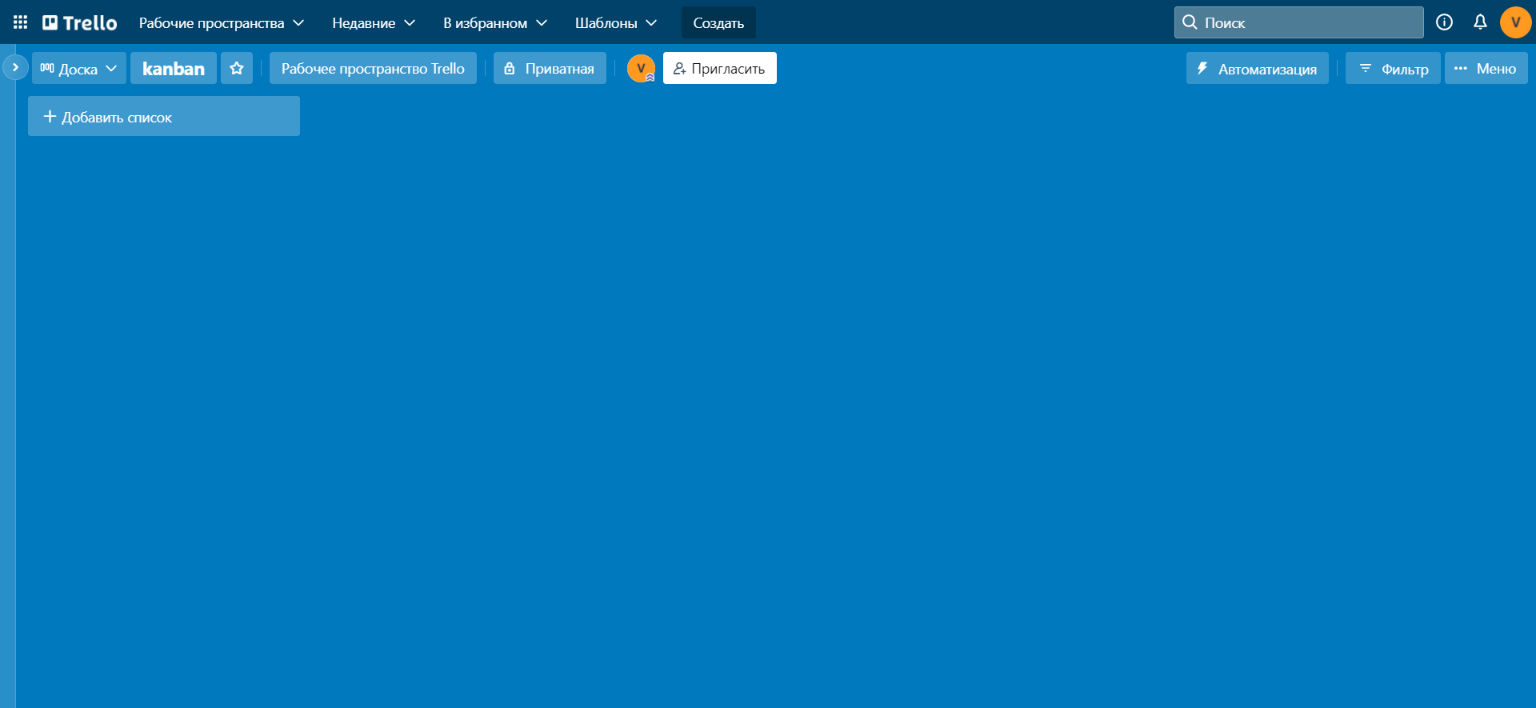 Trello Рабочие пространства Недавние В избранном Шаблоны Создать Поиск V
Доска kanban Рабочее пространство Trello Приватная V Пригласить Автоматизация Фильтр Меню
+ Добавить список